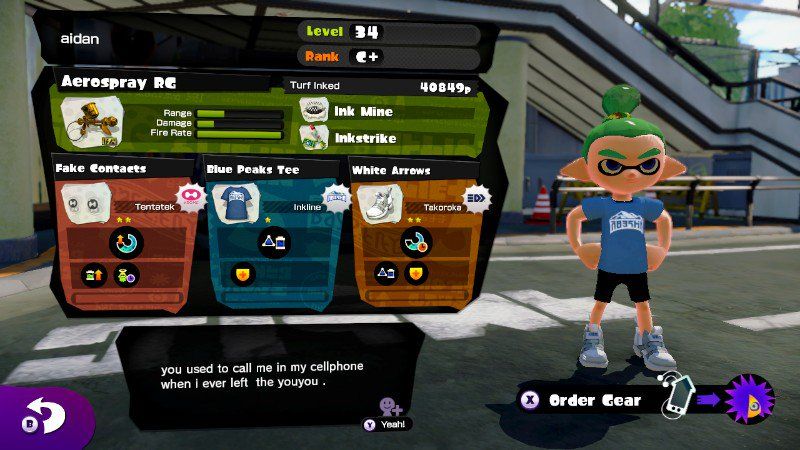 aidan
Level 34
Rank C+
Aerospray RG
Turf Inked 40849p
Range
Damage
Fire Rate
Ink Mine
Inkstrike
Fake Contacts
Tentatek
Blue Peaks Tee
Inkline
White Arrows
Takoroka
you used to call me in my cellphone
when i ever left the youyou .
Y Yeah!
B
X Order Gear